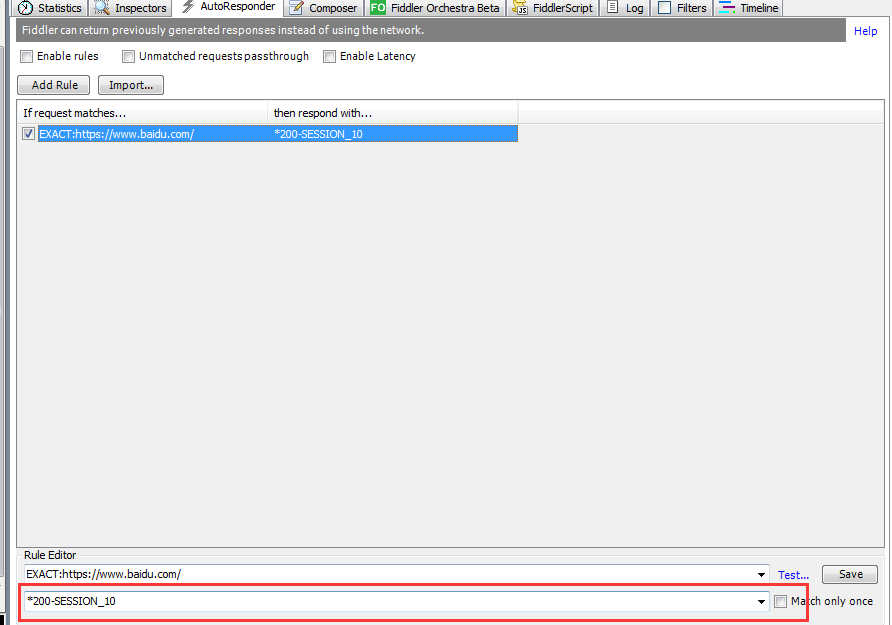 Statistics Inspectors AutoResponder Composer FO Fiddler Orchestra Beta JS FiddlerScript Log Filters Timeline
Fiddler can return previously generated responses instead of using the network. Help
Enable rules Unmatched requests passthrough Enable Latency
Add Rule Import...
If request matches... then respond with...
EXACT:https://www.baidu.com/ *200-SESSION_10
Rule Editor
EXACT:https://www.baidu.com/ Test... Save
*200-SESSION_10 Match only once